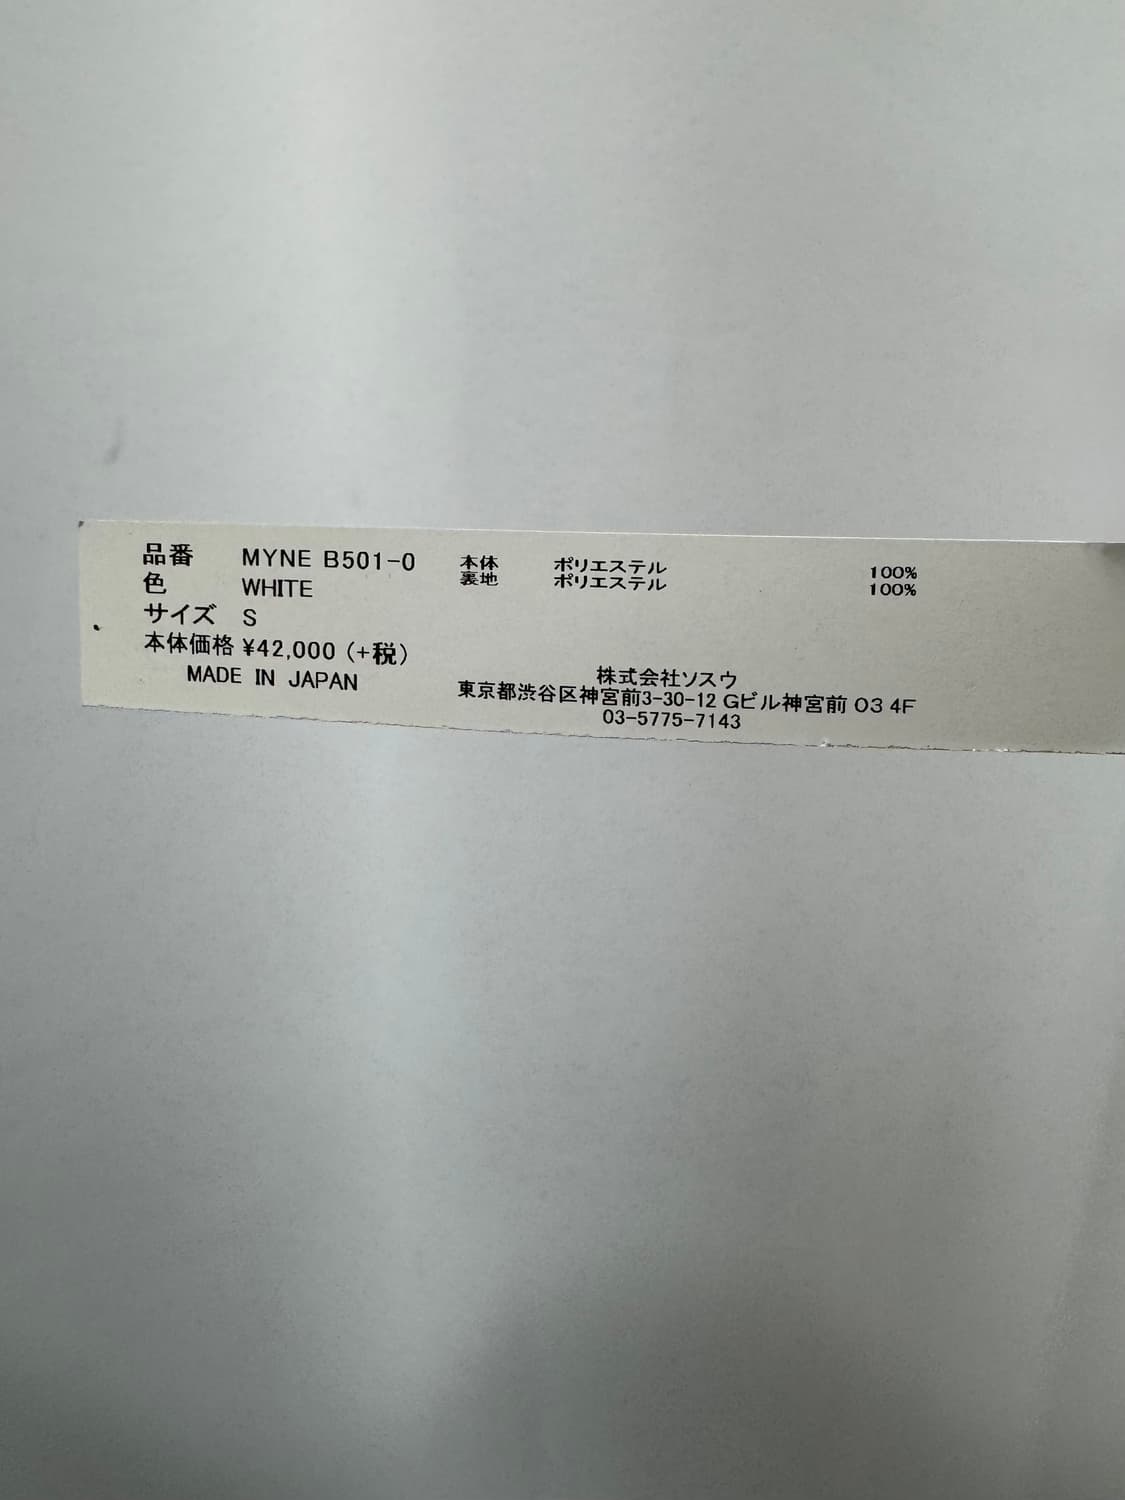 品番 MYNE B501-0
色 WHITE
サイズ S
本体価格 ¥42,000 (+税)
MADE IN JAPAN
本体 ポリエステル 100%
裏地 ポリエステル 100%
株式会社ソスウ
東京都渋谷区神宮前3-30-12 Gビル神宮前 03 4F
03-5775-7143